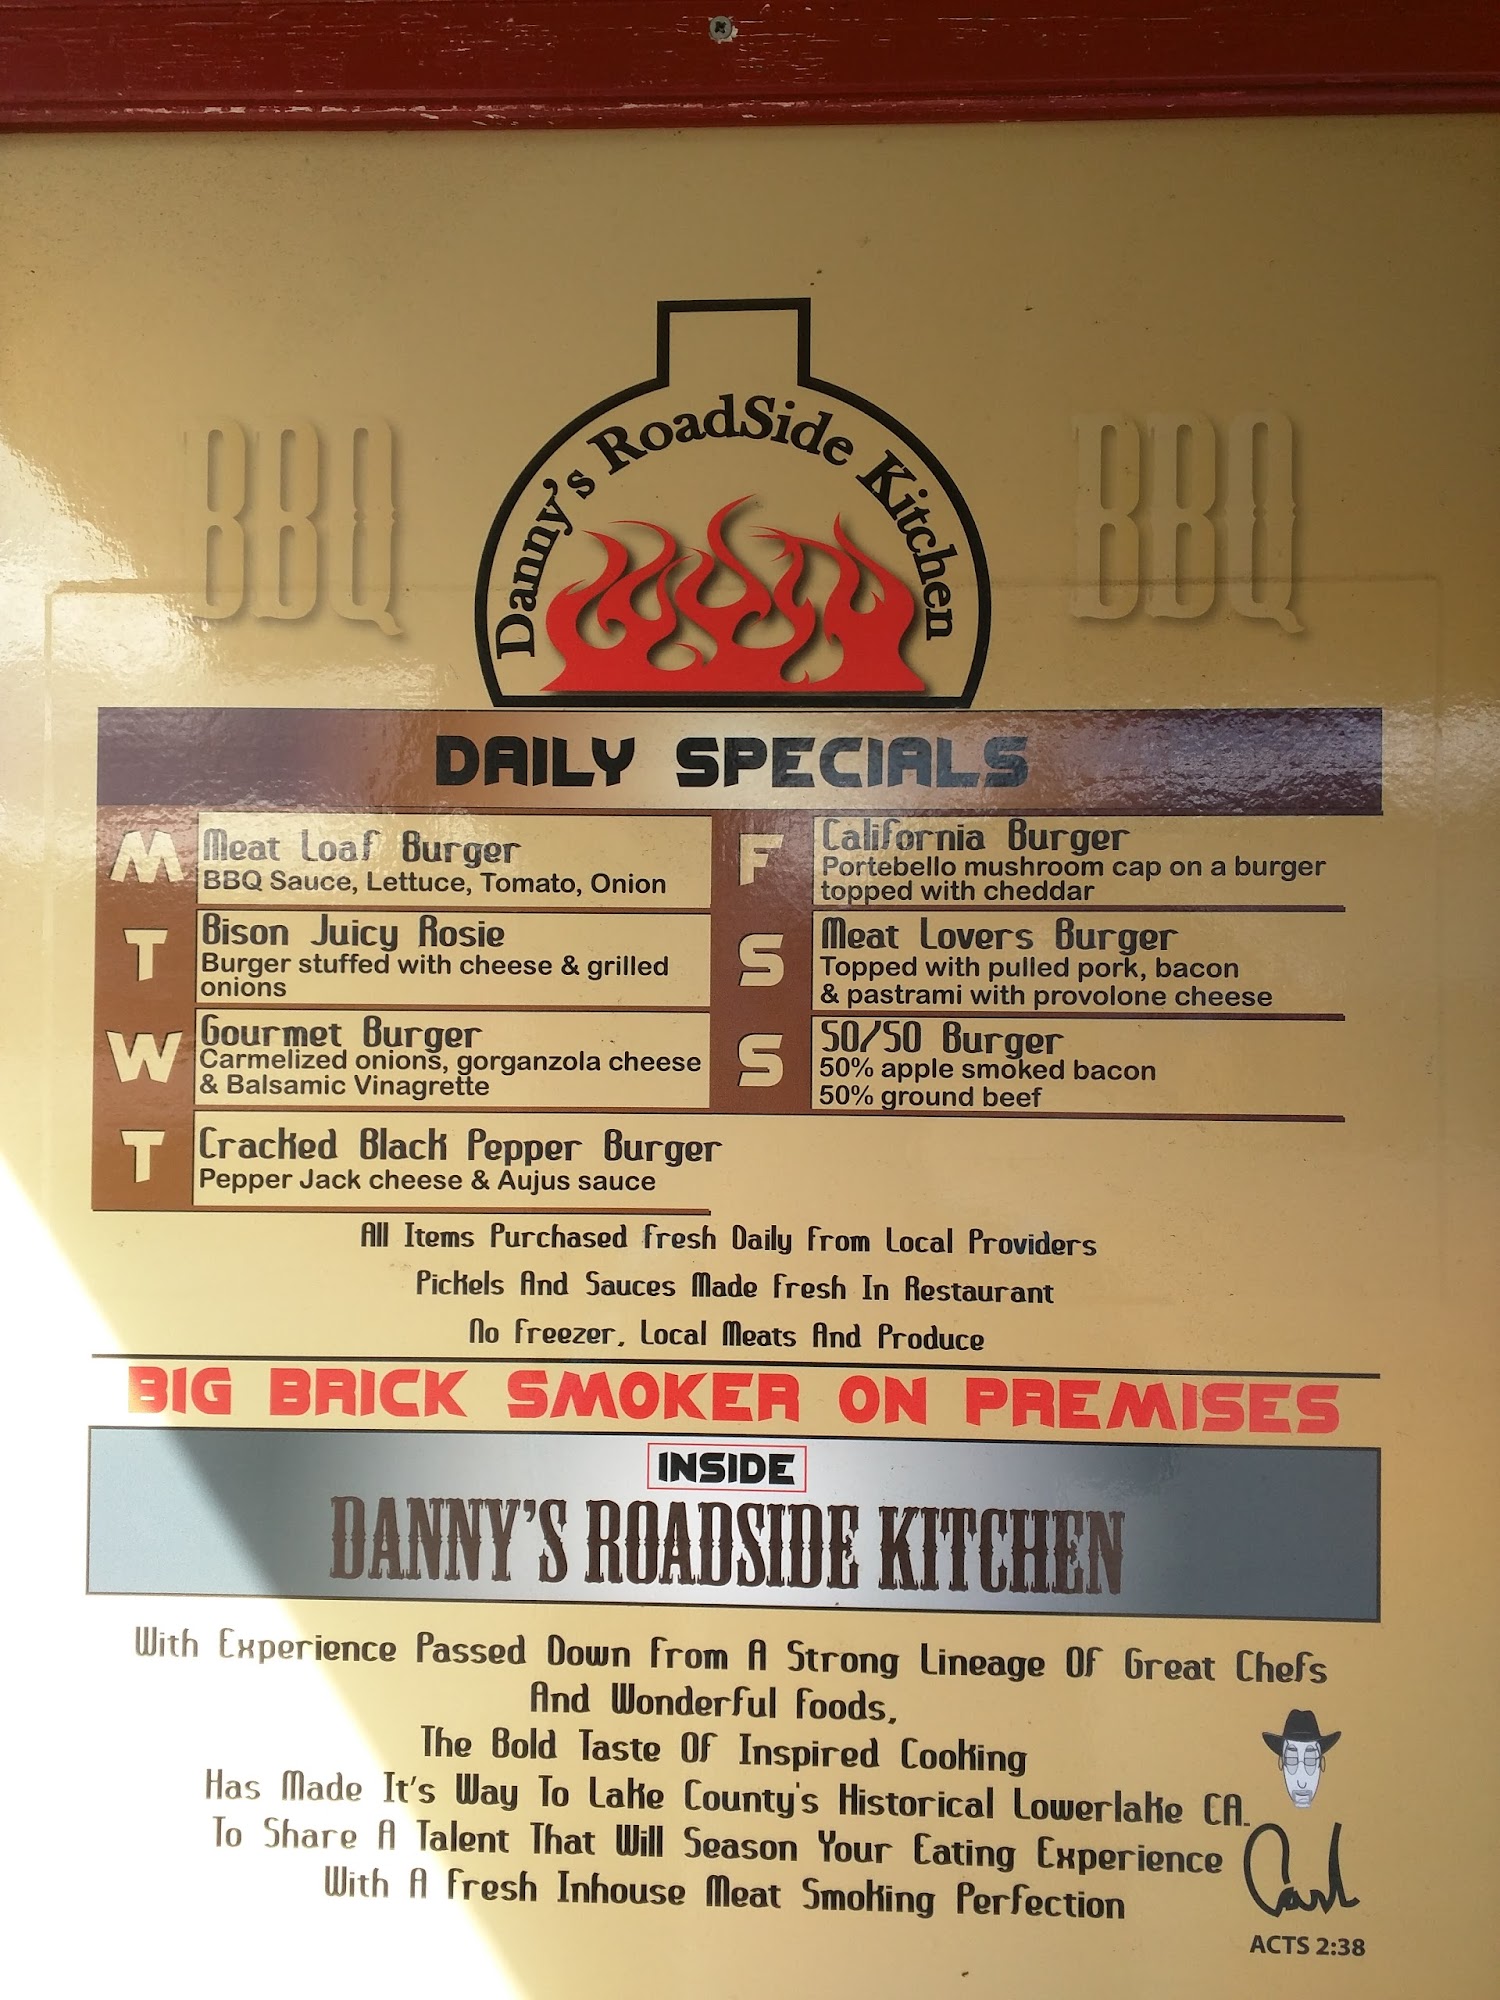 Danny's RoadSide Kitchen
BBQ
BBQ
DAILY SPECIALS
M
Meat Loaf Burger
BBQ Sauce, Lettuce, Tomato, Onion
T
Bison Juicy Rosie
Burger stuffed with cheese & grilled
onions
W
Gourmet Burger
Carmelized onions, gorganzola cheese
& Balsamic Vinagrette
T
Cracked Black Pepper Burger
Pepper Jack cheese & Aujus sauce
F
California Burger
Portebello mushroom cap on a burger
topped with cheddar
S
Meat Lovers Burger
Topped with pulled pork, bacon
& pastrami with provolone cheese
S
50/50 Burger
50% apple smoked bacon
50% ground beef
All Items Purchased Fresh Daily From Local Providers
Pickels And Sauces Made Fresh In Restaurant
No Freezer, Local Meats And Produce
BIG BRICK SMOKER ON PREMISES
INSIDE
DANNY'S ROADSIDE KITCHEN
With Experience Passed Down From A Strong Lineage Of Great Chefs
And Wonderful Foods,
The Bold Taste Of Inspired Cooking
Has Made It's Way To Lake County's Historical Lowerlake CA.
To Share A Talent That Will Season Your Eating Experience
With A Fresh Inhouse Meat Smoking Perfection
ACTS 2:38